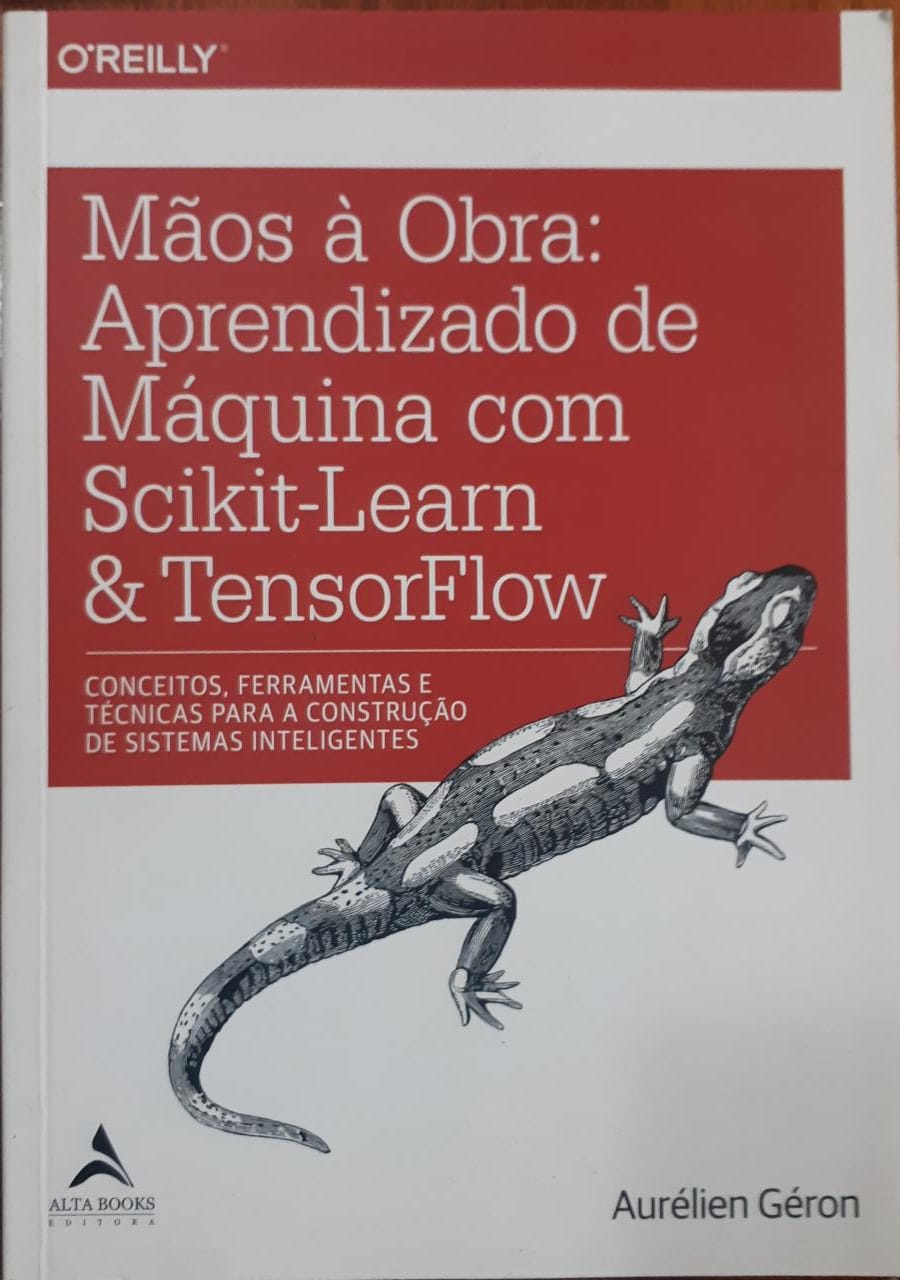 O'REILLY®
Mãos à Obra:
Aprendizado de
Máquina com
Scikit-Learn
& TensorFlow
CONCEITOS, FERRAMENTAS E
TÉCNICAS PARA A CONSTRUÇÃO
DE SISTEMAS INTELIGENTES
ALTA BOOKS
EDITORA
Aurélien Géron